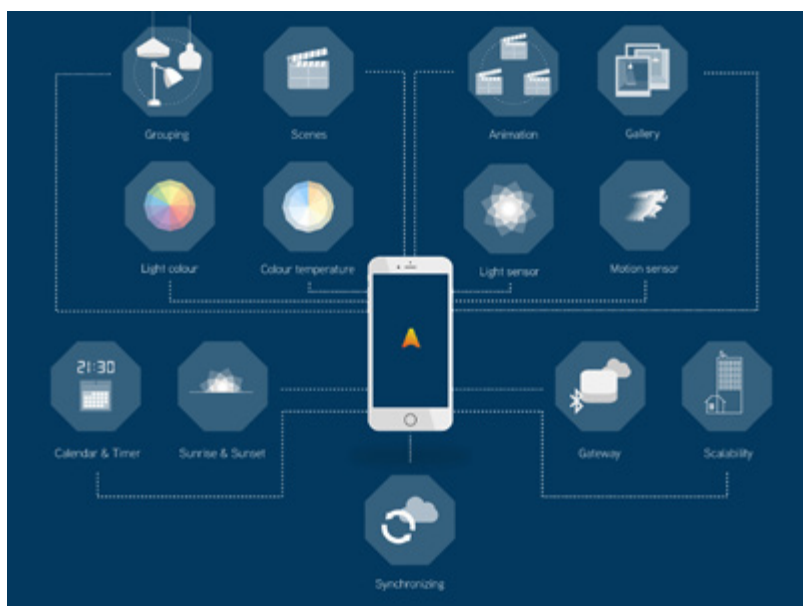 Grouping
Scenes
Animation
Gallery
Light colour
Colour temperature
Light sensor
Motion sensor
21:30
Calendar & Timer
Sunrise & Sunset
Gateway
Scalability
Synchronizing